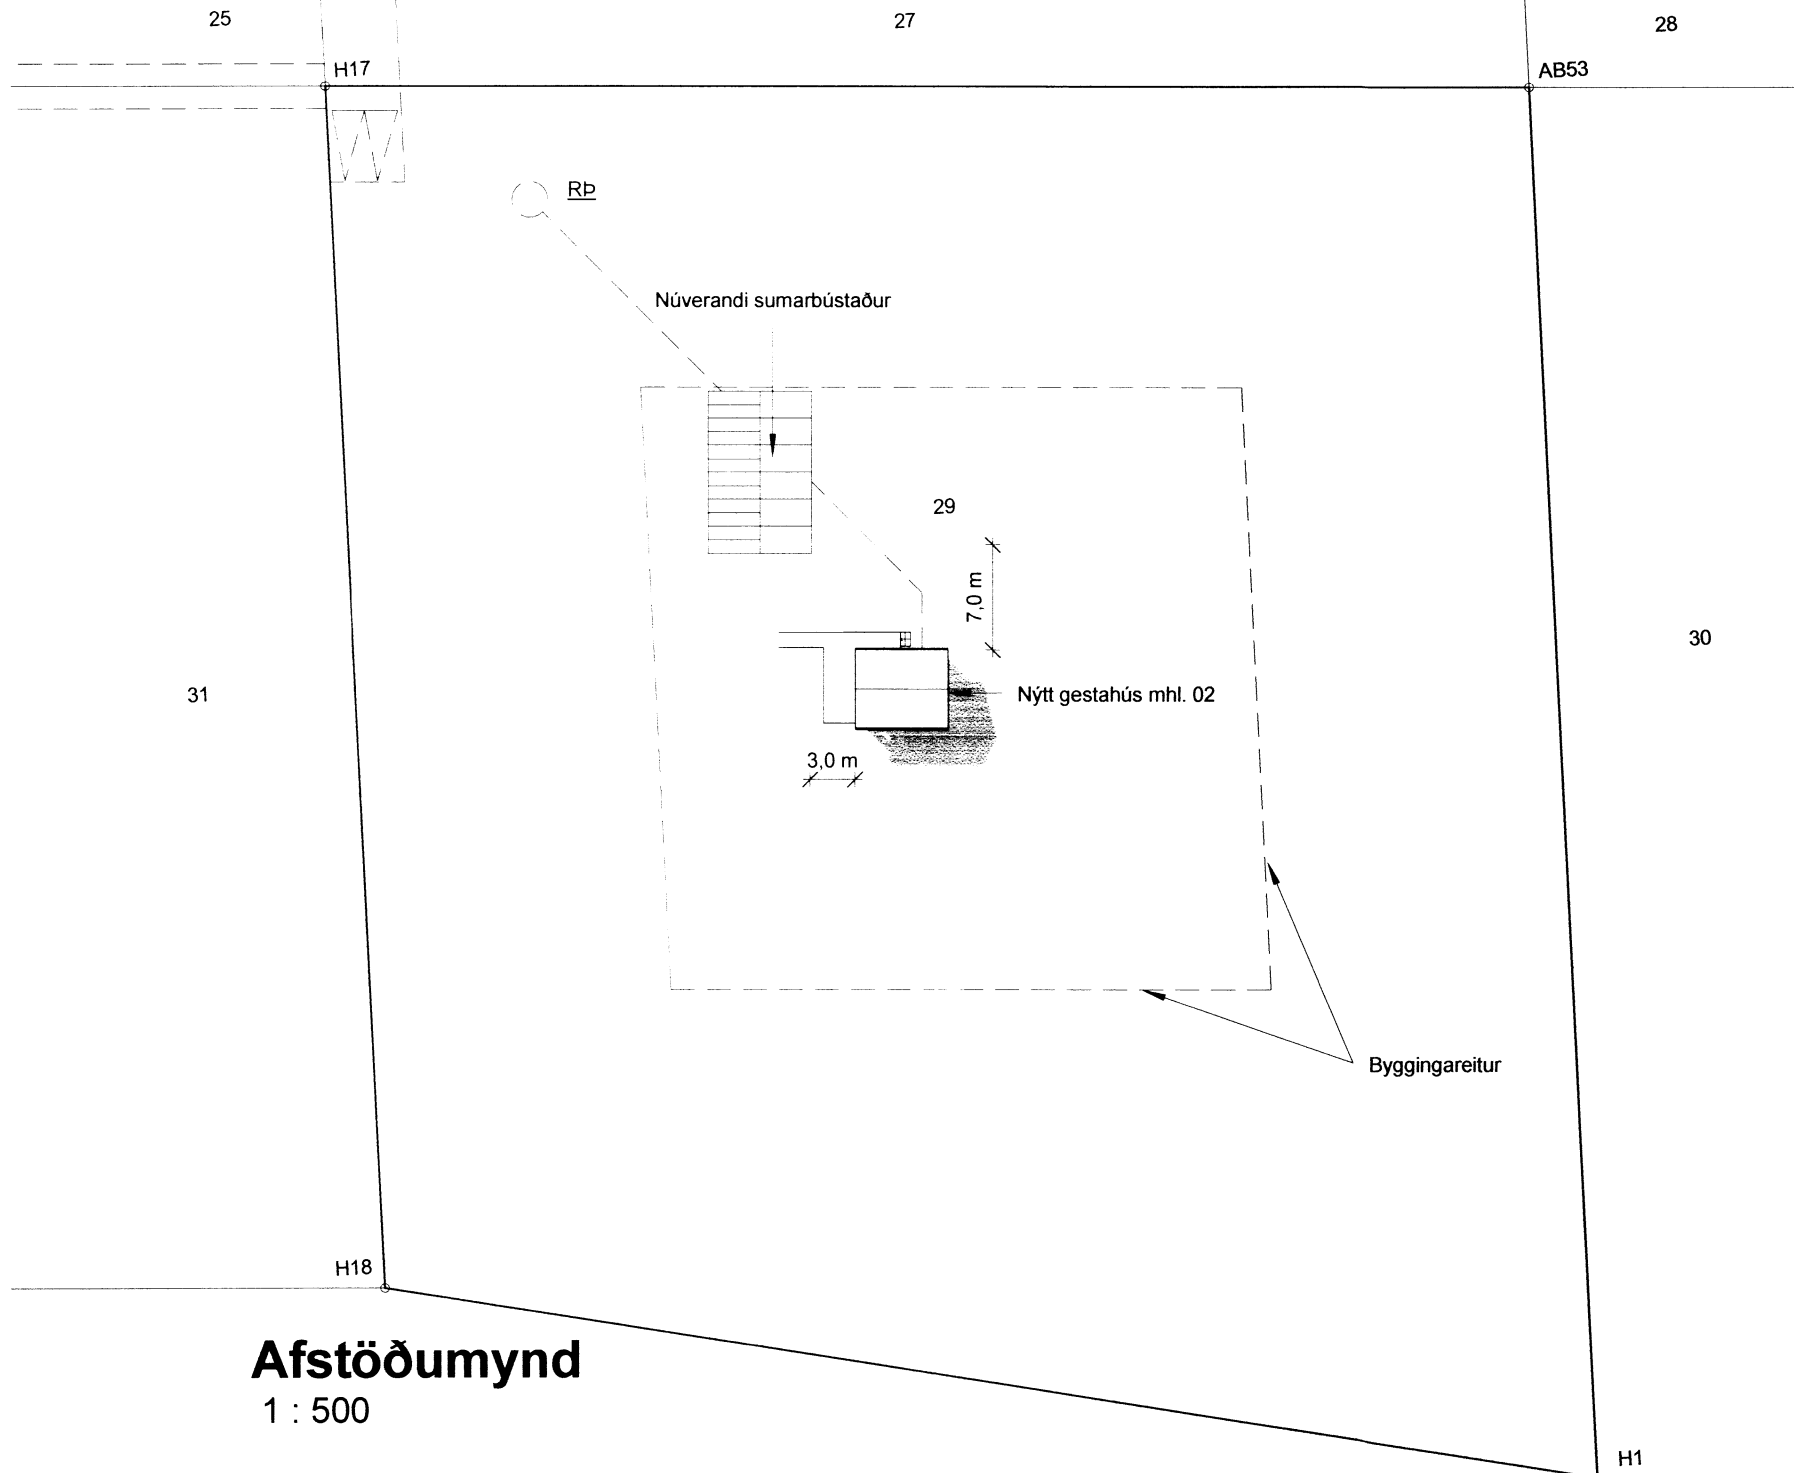 25
27
28
H17
AB53
RÞ
Núverandi sumarbústaður
29
7,0 m
30
31
Nýtt gestahús mhl. 02
3,0 m
Byggingareitur
H18
Afstöðumynd
1 : 500
H1